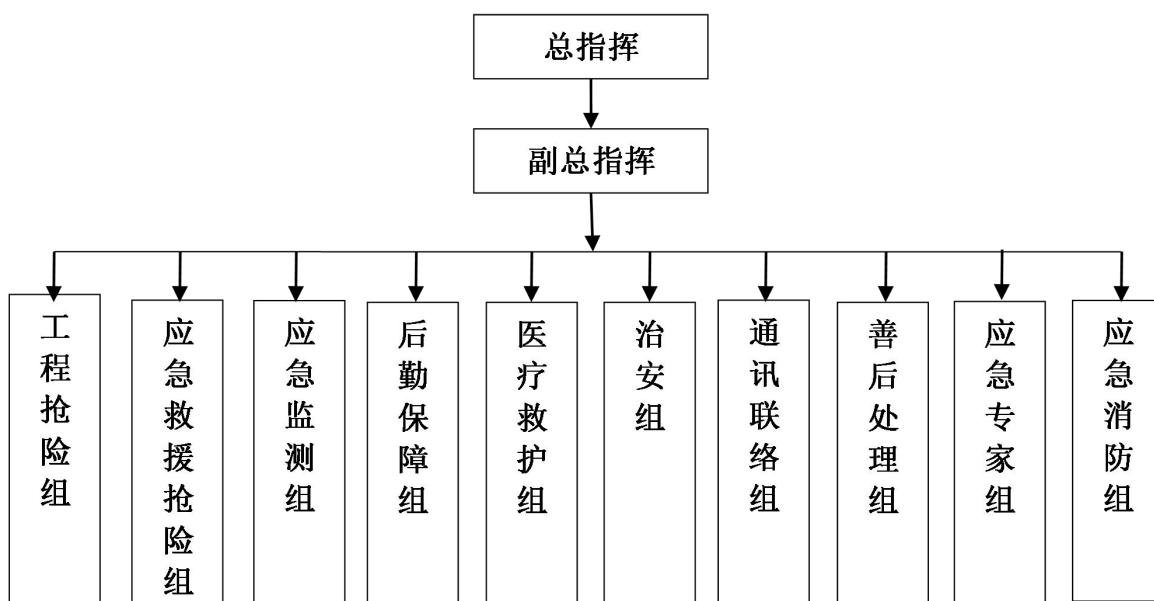 总指挥
副总指挥
工程抢险组
应急救援抢险组
应急监测组
后勤保障组
医疗救护组
治安组
通讯联络组
善后处理组
应急专家组
应急消防组